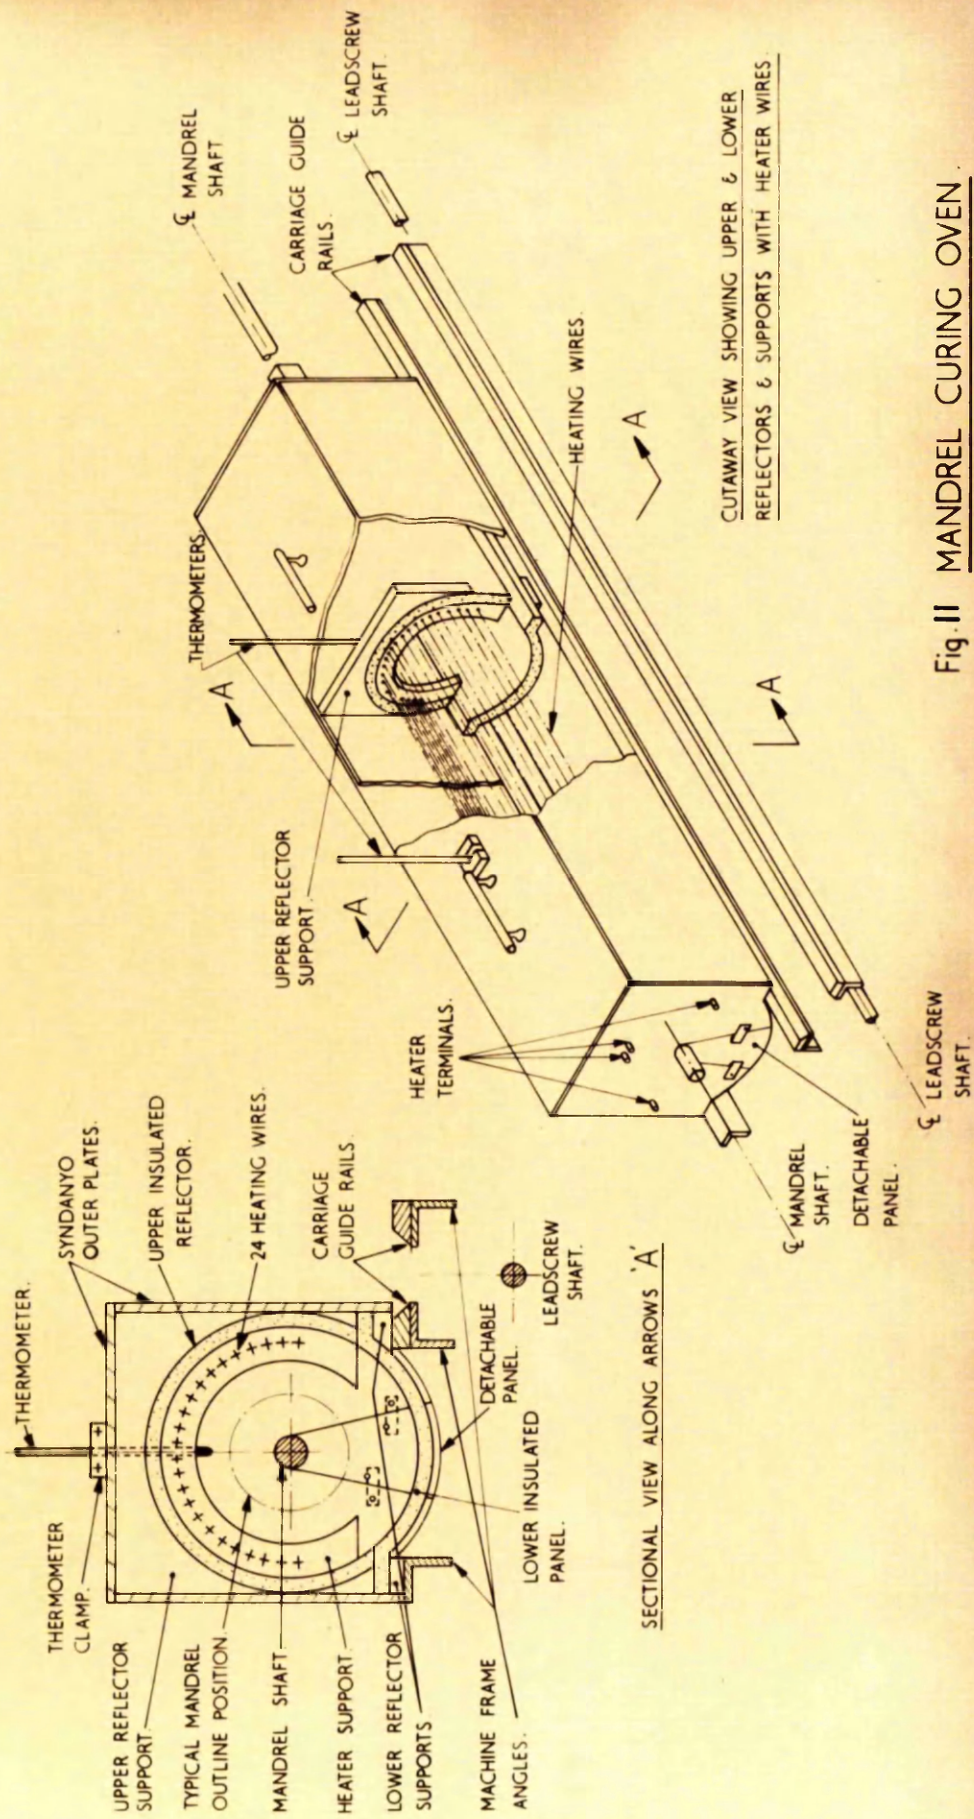 THERMOMETER.
THERMOMETER
CLAMP.
SYNDANYO
OUTER PLATES.
UPPER INSULATED
REFLECTOR.
24 HEATING WIRES.
CARRIAGE
GUIDE RAILS.
UPPER REFLECTOR
SUPPORT.
TYPICAL MANDREL
OUTLINE POSITION.
MANDREL SHAFT
HEATER SUPPORT.
LOWER REFLECTOR
SUPPORTS
MACHINE FRAME
ANGLES.
LOWER INSULATED
PANEL.
DETACHABLE
PANEL.
LEADSCREW
SHAFT.
SECTIONAL VIEW ALONG ARROWS 'A'
℄ MANDREL
SHAFT
℄ LEADSCREW
SHAFT.
CARRIAGE GUIDE
RAILS.
THERMOMETERS.
A
A
UPPER REFLECTOR
SUPPORT.
HEATER
TERMINALS.
HEATING WIRES.
A
A
℄ MANDREL
SHAFT.
DETACHABLE
PANEL.
℄ LEADSCREW
SHAFT.
CUTAWAY VIEW SHOWING UPPER & LOWER
REFLECTORS & SUPPORTS WITH HEATER WIRES.
Fig. 11 MANDREL CURING OVEN.